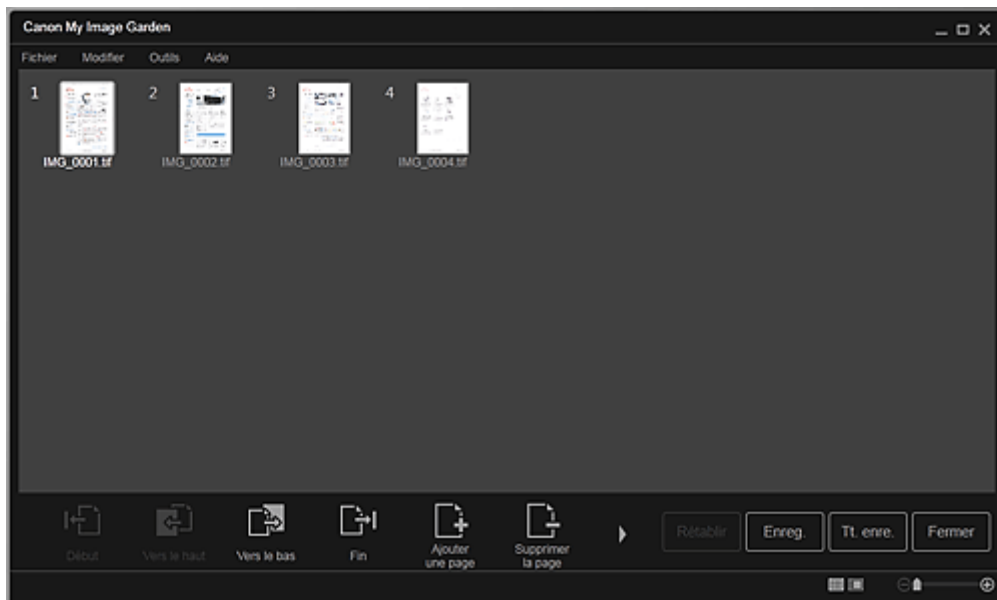 Canon My Image Garden
Fichier Modifier Outils Aide
1 2 3 4
IMG_0001.tif IMG_0002.tif IMG_0003.tif IMG_0004.tif
Début Vers le haut Vers le bas Fin Ajouter une page Supprimer la page Rétablir Enreg. Tt. enre. Fermer